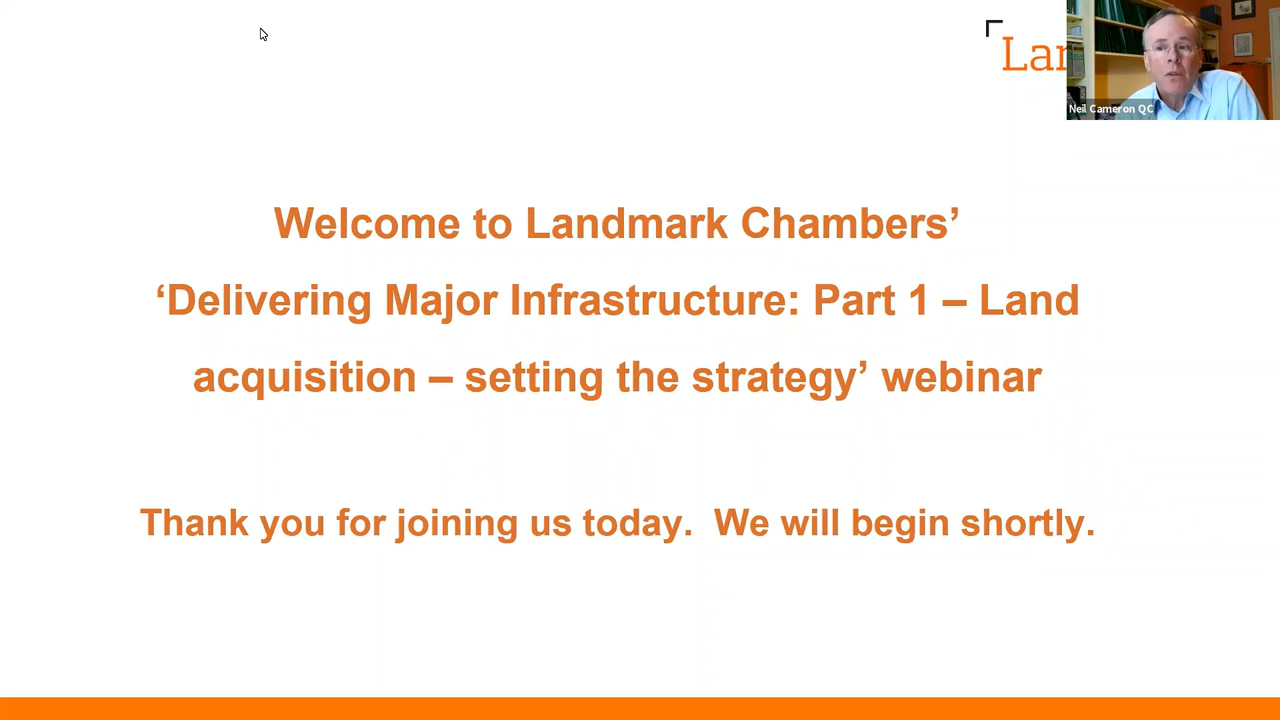 Neil Cameron QC
Welcome to Landmark Chambers’
‘Delivering Major Infrastructure: Part 1 – Land
acquisition – setting the strategy’ webinar
Thank you for joining us today.  We will begin shortly.